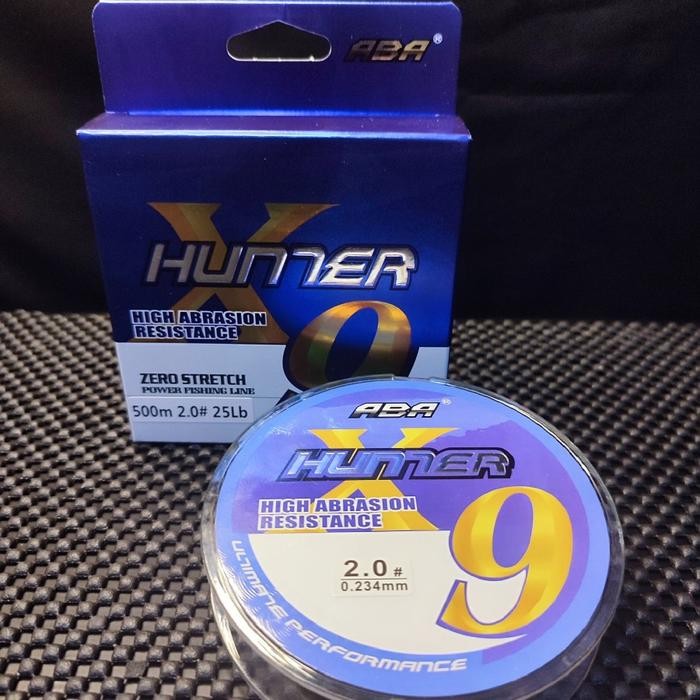 ABA®
X
HUNTER
HIGH ABRASION
RESISTANCE
9
ZERO STRETCH
POWER FISHING LINE
500m 2.0# 25Lb
ABA®
X
HUNTER
HIGH ABRASION
RESISTANCE
9
2.0#
0.234mm
ULTIMATE PERFORMANCE